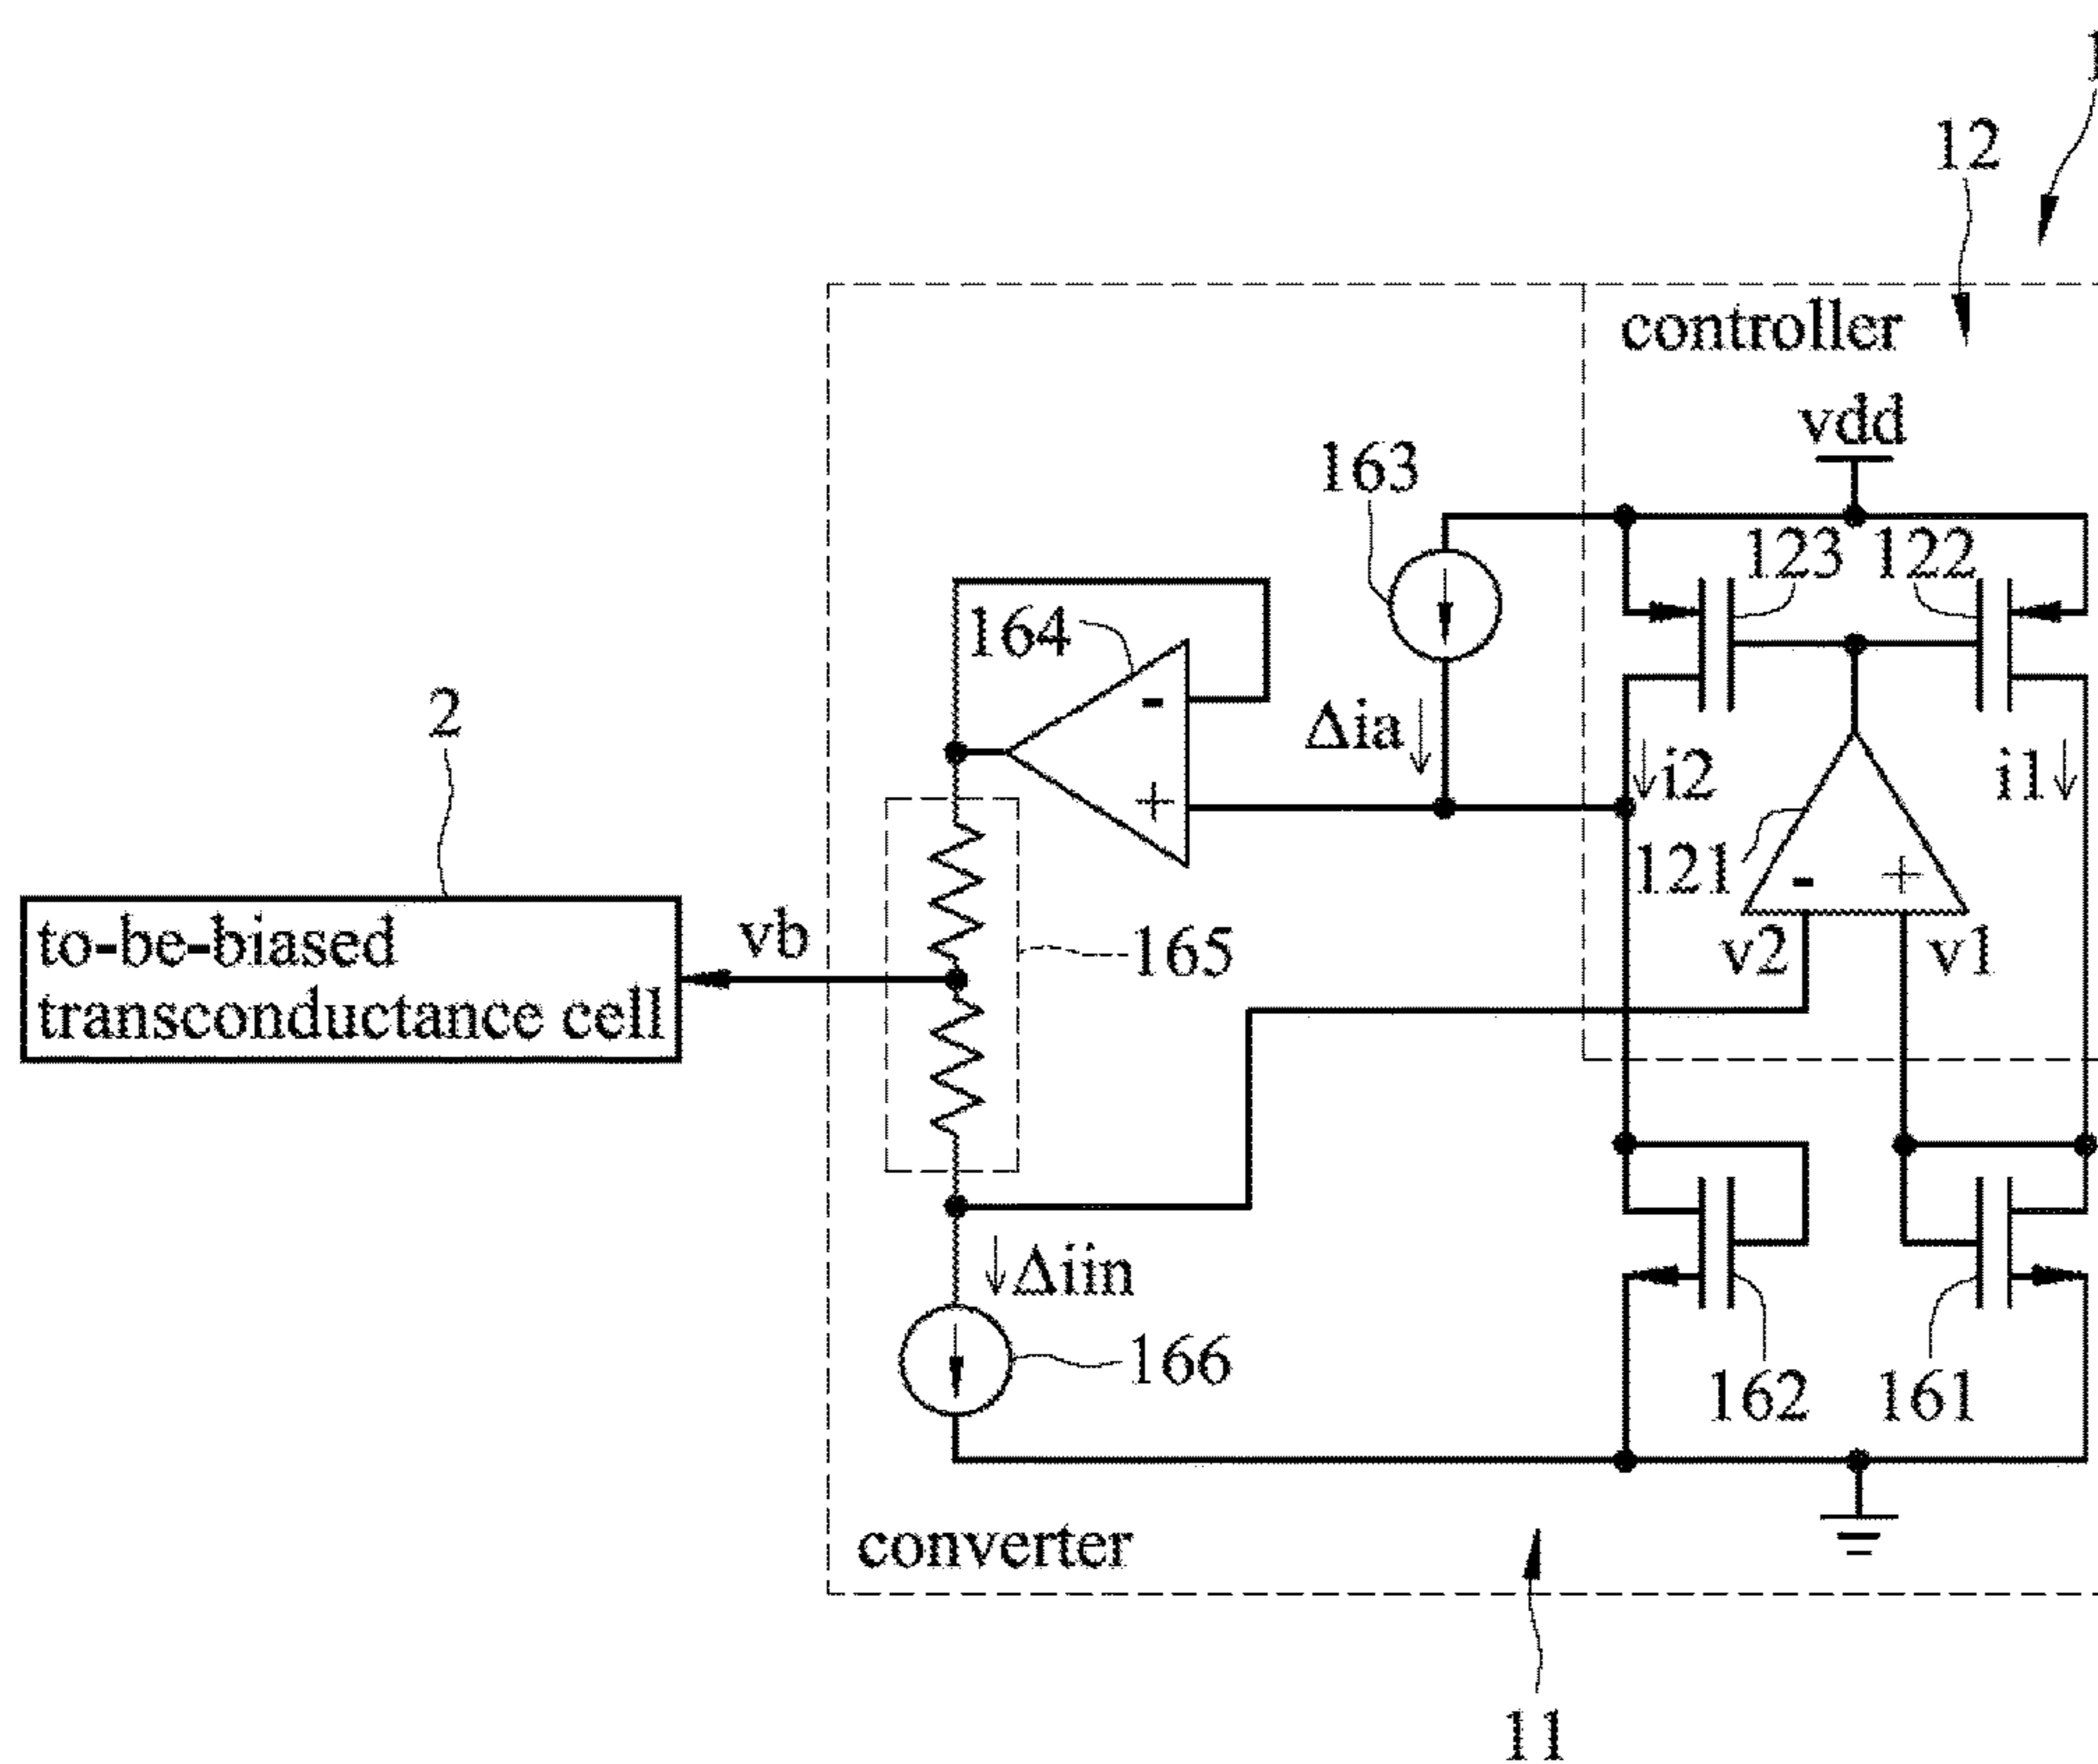 1
12
controller
vdd
163
123
122
164
2
Δia
i2
i1
121
-
+
-
+
v2
v1
to-be-biased
transconductance cell
vb
165
Δiin
166
162
161
converter
11